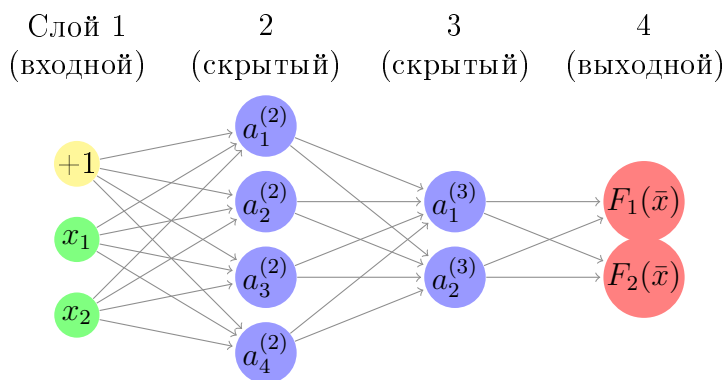 Слой 1 2 3 4
(входной) (скрытый) (скрытый) (выходной)
a_1^{(2)}
+1
a_2^{(2)} a_1^{(3)} F_1(x̄)
x_1
a_3^{(2)} a_2^{(3)} F_2(x̄)
x_2
a_4^{(2)}